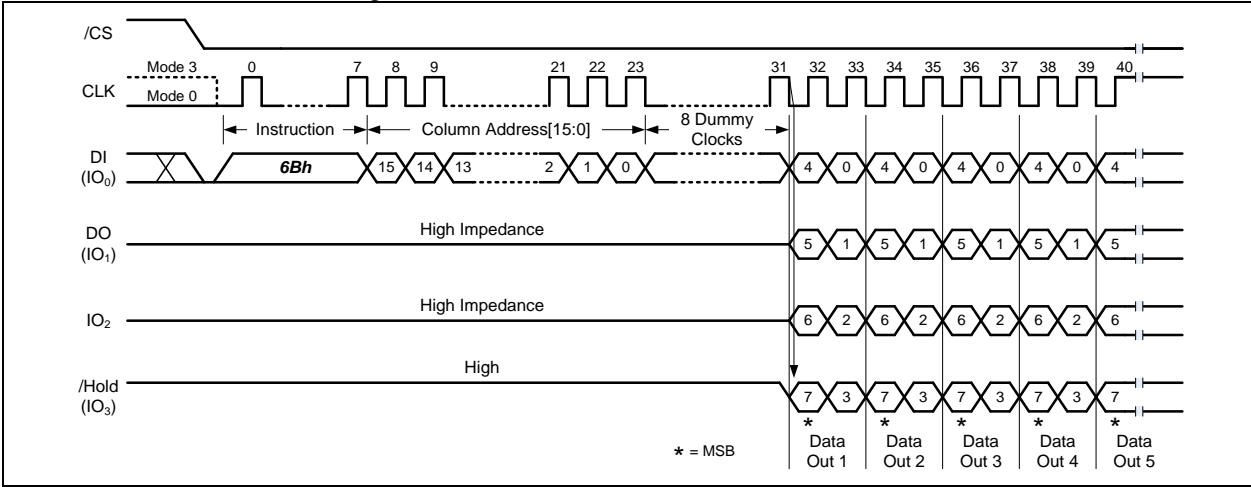 /CS
Mode 3 0 7 8 9 21 22 23 31 32 33 34 35 36 37 38 39 40
CLK
Mode 0
Instruction Column Address[15:0] 8 Dummy
Clocks
DI
(IO0) 6Bh 15 14 13 2 1 0 4 0 4 0 4 0 4 0 4
High Impedance
DO
(IO1) 5 1 5 1 5 1 5 1 5
High Impedance
IO2 6 2 6 2 6 2 6 2 6
High
/Hold
(IO3) 7 3 7 3 7 3 7 3 7
* * * * *
* = MSB
Data Data Data Data Data
Out 1 Out 2 Out 3 Out 4 Out 5